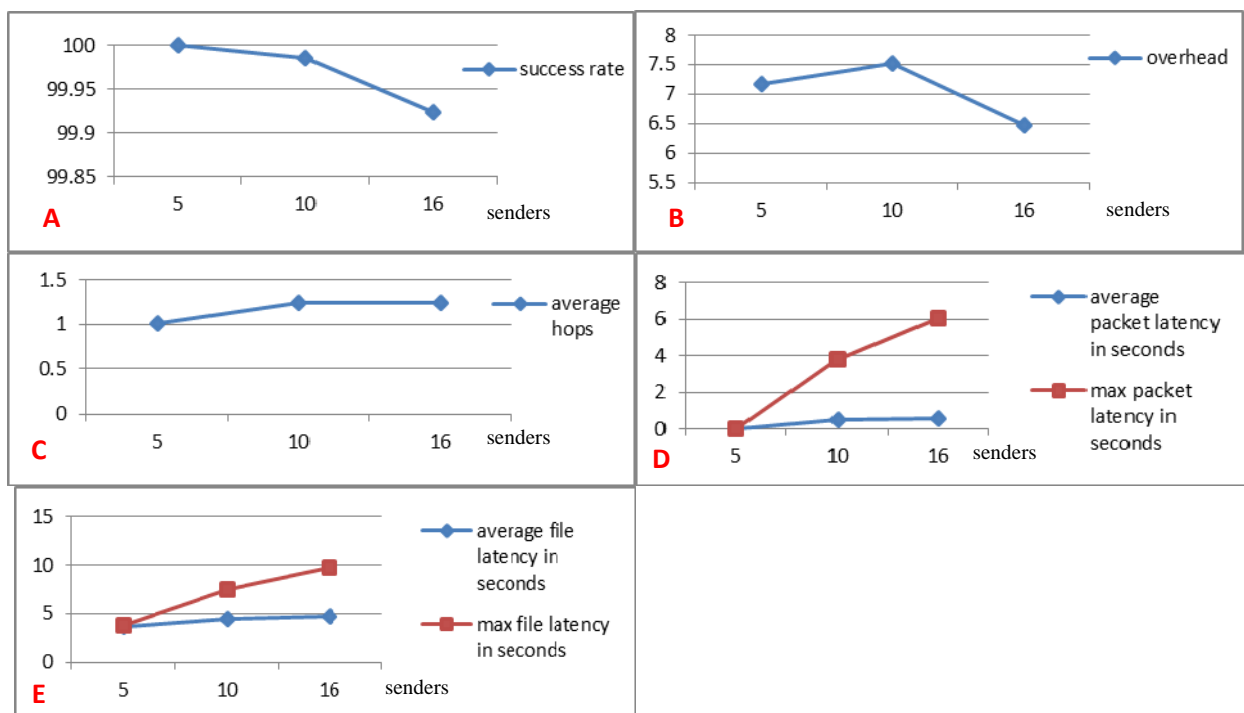 100
99.95
99.9
99.85
5 10 16 senders
success rate
A
8
7.5
7
6.5
6
5.5
5 10 16 senders
overhead
B
1.5
1
0.5
0
5 10 16 senders
average
hops
C
8
6
4
2
0
5 10 16 senders
average
packet latency
in seconds
max packet
latency in
seconds
D
15
10
5
0
5 10 16 senders
average file
latency in
seconds
max file latency
in seconds
E